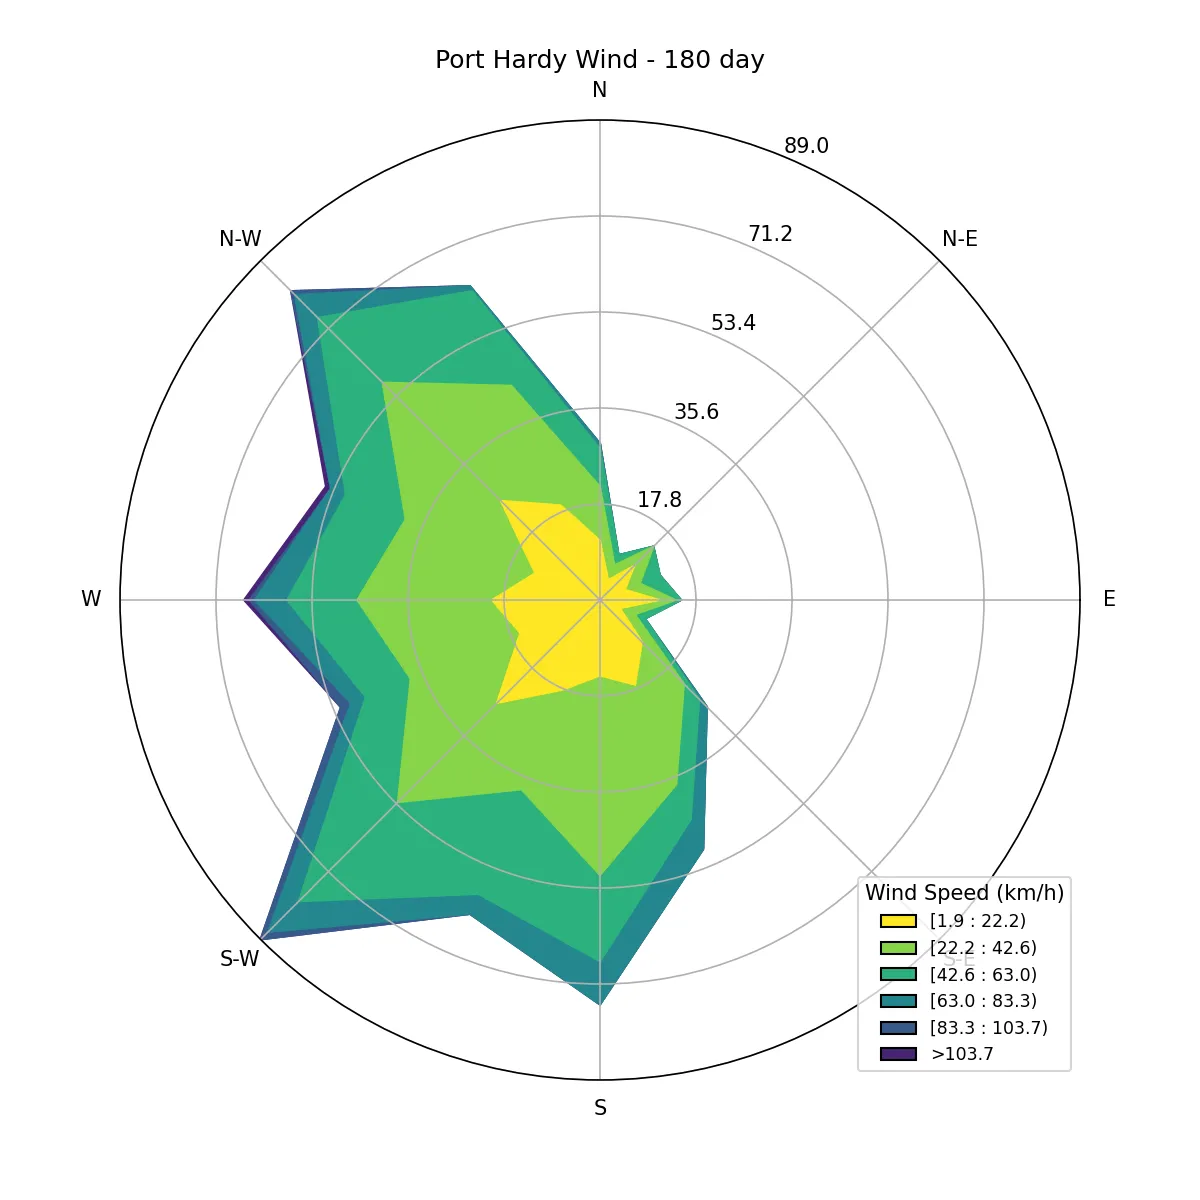 Port Hardy Wind - 180 day
N
89.0
71.2
N-W
N-E
53.4
35.6
17.8
W
E
Wind Speed (km/h)
[1.9 : 22.2)
[22.2 : 42.6)
S-W
S-E
[42.6 : 63.0)
[63.0 : 83.3)
[83.3 : 103.7)
>103.7
S